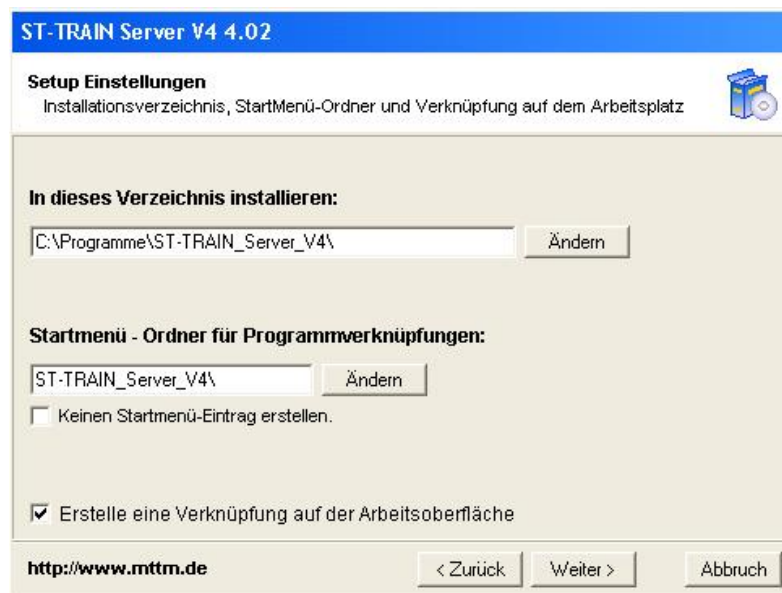 ST-TRAIN Server V4 4.02
Setup Einstellungen
Installationsverzeichnis, StartMenü-Ordner und Verknüpfung auf dem Arbeitsplatz
In dieses Verzeichnis installieren:
C:\Programme\ST-TRAIN_Server_V4\ Ändern
Startmenü - Ordner für Programmverknüpfungen:
ST-TRAIN_Server_V4\ Ändern
Keinen Startmenü-Eintrag erstellen.
Erstelle eine Verknüpfung auf der Arbeitsoberfläche
http://www.mttm.de < Zurück Weiter > Abbruch